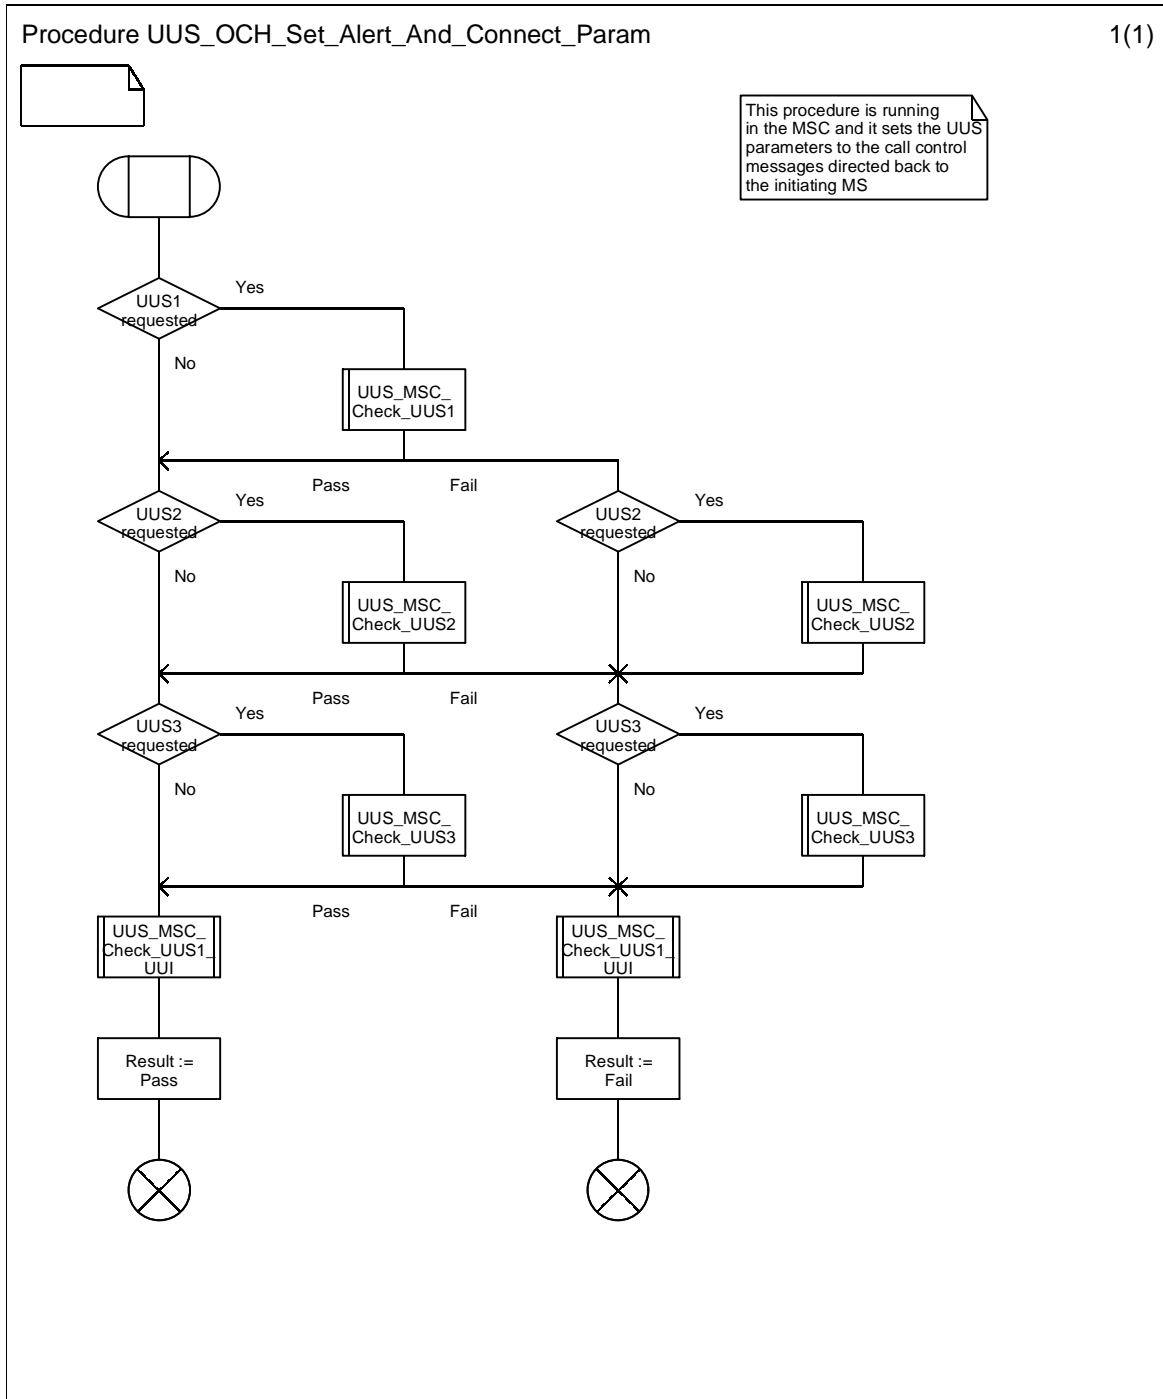 Procedure UUS_OCH_Set_Alert_And_Connect_Param
1(1)
This procedure is running
in the MSC and it sets the UUS
parameters to the call control
messages directed back to
the initiating MS
UUS1
requested
Yes
No
UUS_MSC_
Check_UUS1
Pass
Fail
UUS2
requested
Yes
No
UUS_MSC_
Check_UUS2
UUS2
requested
Yes
No
UUS_MSC_
Check_UUS2
Pass
Fail
UUS3
requested
Yes
No
UUS_MSC_
Check_UUS3
UUS3
requested
Yes
No
UUS_MSC_
Check_UUS3
Pass
Fail
UUS_MSC_
Check_UUS1_
UUI
UUS_MSC_
Check_UUS1_
UUI
Result :=
Pass
Result :=
Fail